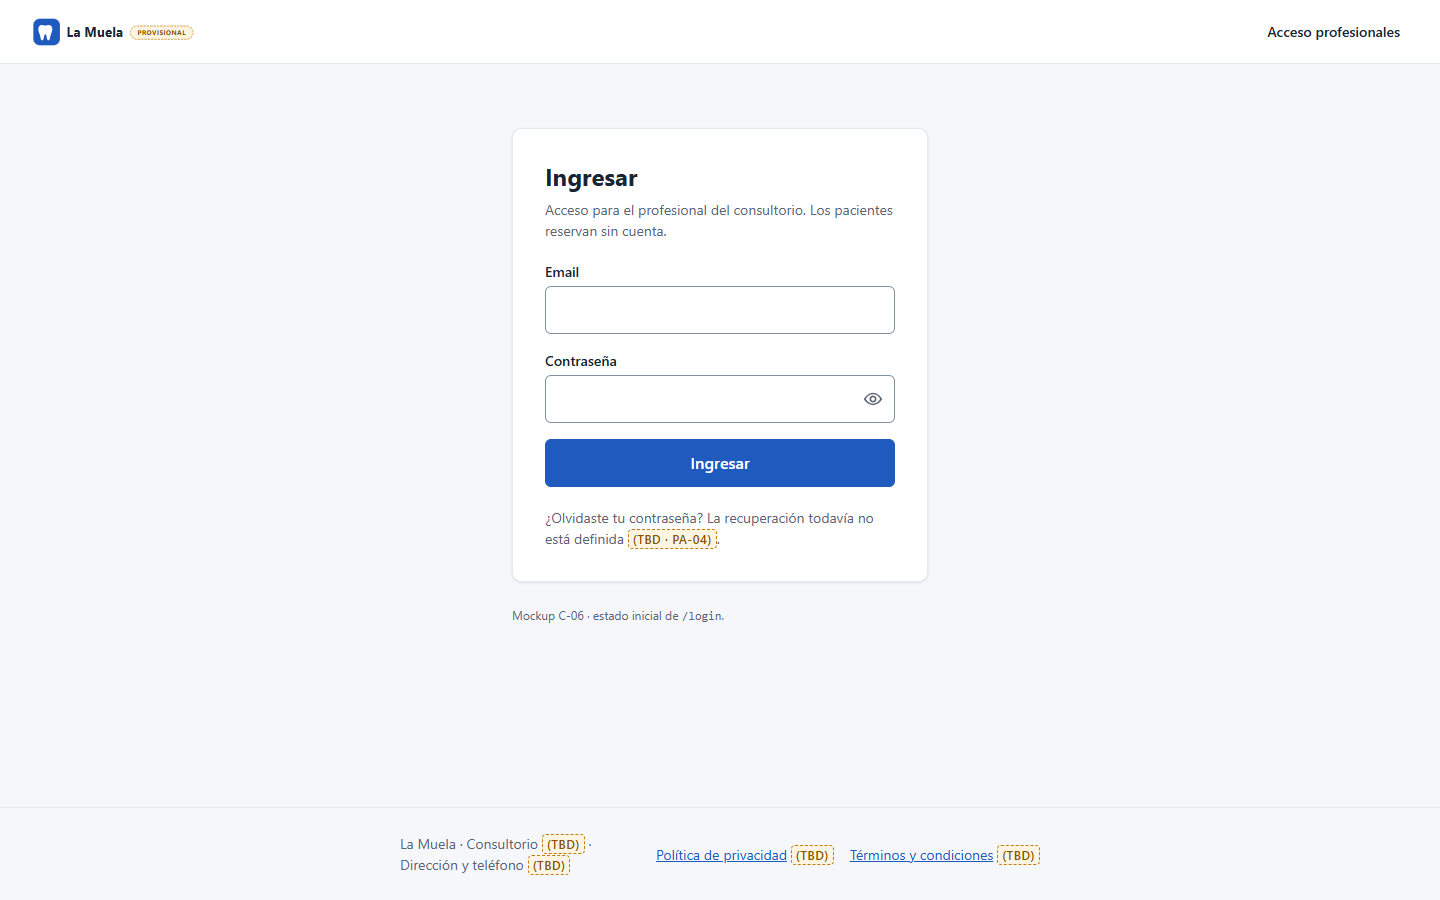 La Muela PROVISIONAL
Acceso profesionales
Ingresar
Acceso para el profesional del consultorio. Los pacientes
reservan sin cuenta.
Email
Contraseña
Ingresar
¿Olvidaste tu contraseña? La recuperación todavía no
está definida (TBD · PA-04).
Mockup C-06 · estado inicial de /login.
La Muela · Consultorio (TBD) ·
Dirección y teléfono (TBD)
Política de privacidad (TBD) Términos y condiciones (TBD)